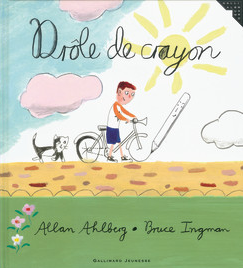 Drôle de crayon
Allan Ahlberg • Bruce Ingman
GALLIMARD JEUNESSE